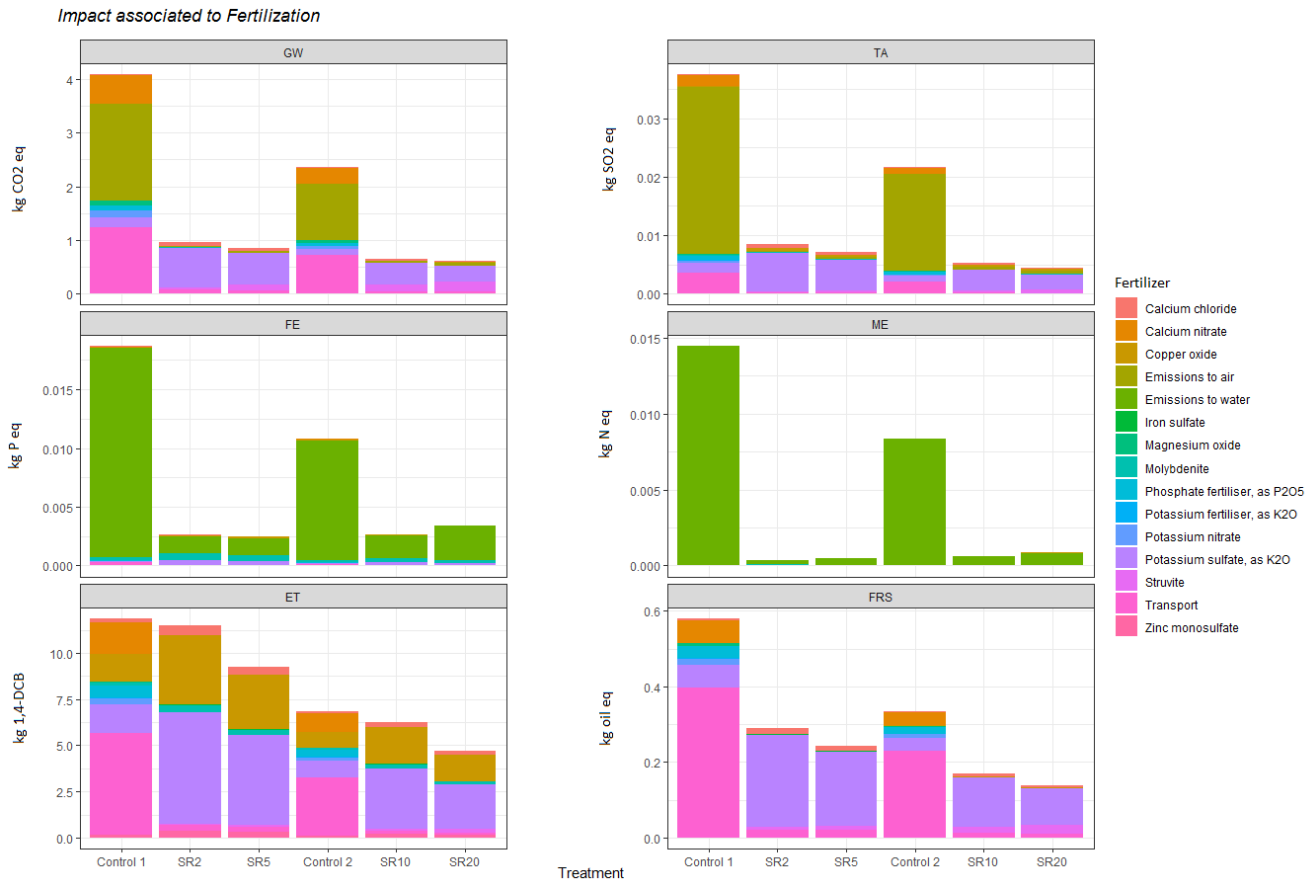 Impact associated to Fertilization
GW
4
3
2
1
0
kg CO2 eq
TA
0.03
0.02
0.01
0.00
kg SO2 eq
FE
0.015
0.010
0.005
0.000
kg P eq
ME
0.015
0.010
0.005
0.000
kg N eq
ET
10.0
7.5
5.0
2.5
0.0
kg 1,4-DCB
Control 1 SR2 SR5 Control 2 SR10 SR20
FRS
0.6
0.4
0.2
0.0
kg oil eq
Control 1 SR2 SR5 Control 2 SR10 SR20
Treatment
Fertilizer
Calcium chloride
Calcium nitrate
Copper oxide
Emissions to air
Emissions to water
Iron sulfate
Magnesium oxide
Molybdenite
Phosphate fertiliser, as P2O5
Potassium fertiliser, as K2O
Potassium nitrate
Potassium sulfate, as K2O
Struvite
Transport
Zinc monosulfate